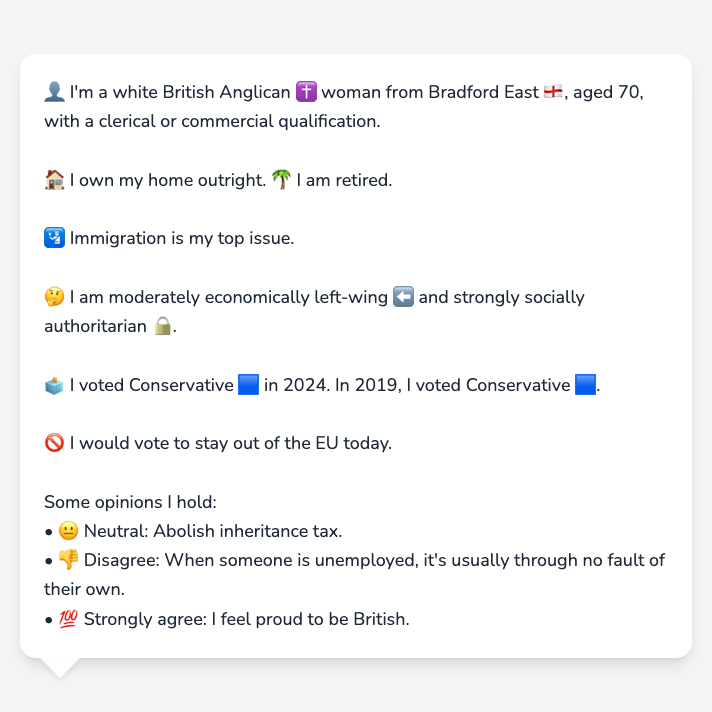 👤 I'm a white British Anglican ✝️ woman from Bradford East 🏴󠁧󠁢󠁥󠁮󠁧󠁿, aged 70,
with a clerical or commercial qualification.
🏠 I own my home outright. 🌴 I am retired.
🛂 Immigration is my top issue.
🤔 I am moderately economically left-wing ⬅️ and strongly socially
authoritarian 🔒.
🗳️ I voted Conservative 🟦 in 2024. In 2019, I voted Conservative 🟦.
🚫 I would vote to stay out of the EU today.
Some opinions I hold:
• 😐 Neutral: Abolish inheritance tax.
• 👎 Disagree: When someone is unemployed, it's usually through no fault of
their own.
• 💯 Strongly agree: I feel proud to be British.